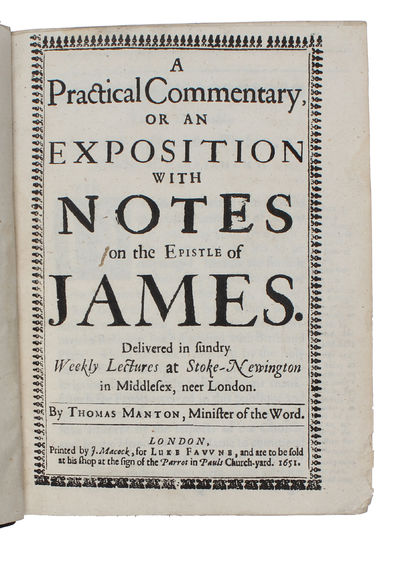 A
Practical Commentary,
OR AN
EXPOSITION
WITH
NOTES
on the EPISTLE of
JAMES.
Delivered in ſundry
Weekly Lectures at Stoke-Newington
in Middleſex, neer London.
By THOMAS MANTON, Miniſter of the Word.
LONDON,
Printed by J. Macock, for LUKE FAVVNE, and are to be ſold
at his ſhop at the ſign of the Parrot in Pauls Church-yard. 1651.